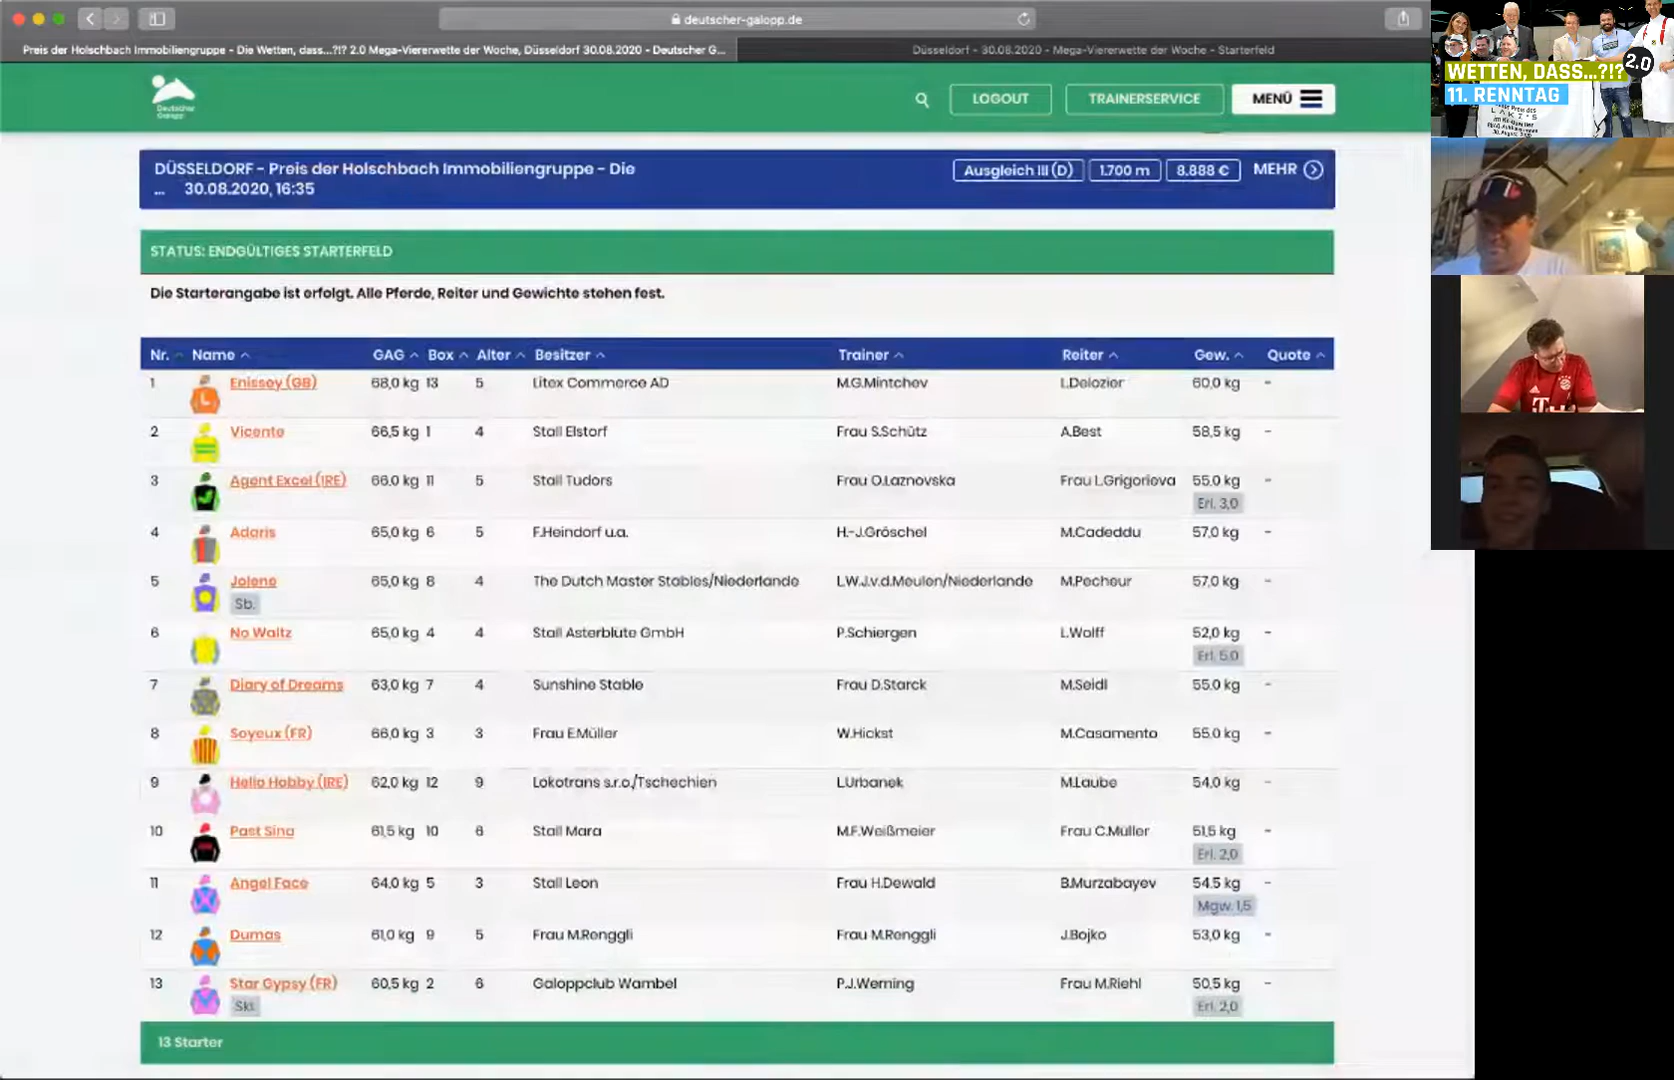 deutscher-galopp.de
Preis der Holschbach Immobiliengruppe - Die Wetten, dass...?!? 2.0 Mega-Viererwette der Woche, Düsseldorf 30.08.2020 - Deutscher G...
Düsseldorf - 30.08.2020 - Mega-Viererwette der Woche - Starterfeld
WETTEN, DASS...?!? 2.0
11. RENNTAG
Deutscher
Galopp
LOGOUT
TRAINERSERVICE
MENÜ
DÜSSELDORF - Preis der Holschbach Immobiliengruppe - Die
... 30.08.2020, 16:35
Ausgleich III (D) 1.700 m 8.888 € MEHR
STATUS: ENDGÜLTIGES STARTERFELD
Die Starterangabe ist erfolgt. Alle Pferde, Reiter und Gewichte stehen fest.
Nr. Name GAG Box Alter Besitzer Trainer Reiter Gew. Quote
1 Enissey (GB) 68,0 kg 13 5 Litex Commerce AD M.G.Mintchev L.Delozier 60,0 kg -
2 Vicente 66,5 kg 1 4 Stall Elstorf Frau S.Schütz A.Best 58,5 kg -
3 Agent Excel (IRE) 66,0 kg 11 5 Stall Tudors Frau O.Laznovska Frau L.Grigorieva 55,0 kg -
Erl. 3,0
4 Adaris 65,0 kg 6 5 F.Heindorf u.a. H.-J.Gröschel M.Cadeddu 57,0 kg -
5 Jolene 65,0 kg 8 4 The Dutch Master Stables/Niederlande L.W.J.v.d.Meulen/Niederlande M.Pecheur 57,0 kg -
Sb.
6 No Waltz 65,0 kg 4 4 Stall Asterblüte GmbH P.Schiergen L.Wolff 52,0 kg -
Erl. 5,0
7 Diary of Dreams 63,0 kg 7 4 Sunshine Stable Frau D.Starck M.Seidl 55,0 kg -
8 Soyeux (FR) 66,0 kg 3 3 Frau E.Müller W.Hickst M.Casamento 55,0 kg -
9 Hello Hobby (IRE) 62,0 kg 12 9 Lokotrans s.r.o./Tschechien L.Urbanek M.Laube 54,0 kg -
10 Past Sina 61,5 kg 10 6 Stall Mara M.F.Weißmeier Frau C.Müller 51,5 kg -
Erl. 2,0
11 Angel Face 64,0 kg 5 3 Stall Leon Frau H.Dewald B.Murzabayev 54,5 kg -
Mgw. 1,5
12 Dumas 61,0 kg 9 5 Frau M.Renggli Frau M.Renggli J.Bojko 53,0 kg -
13 Star Gypsy (FR) 60,5 kg 2 6 Galoppclub Wambel P.J.Werning Frau M.Riehl 50,5 kg -
Skl. Erl. 2,0
13 Starter